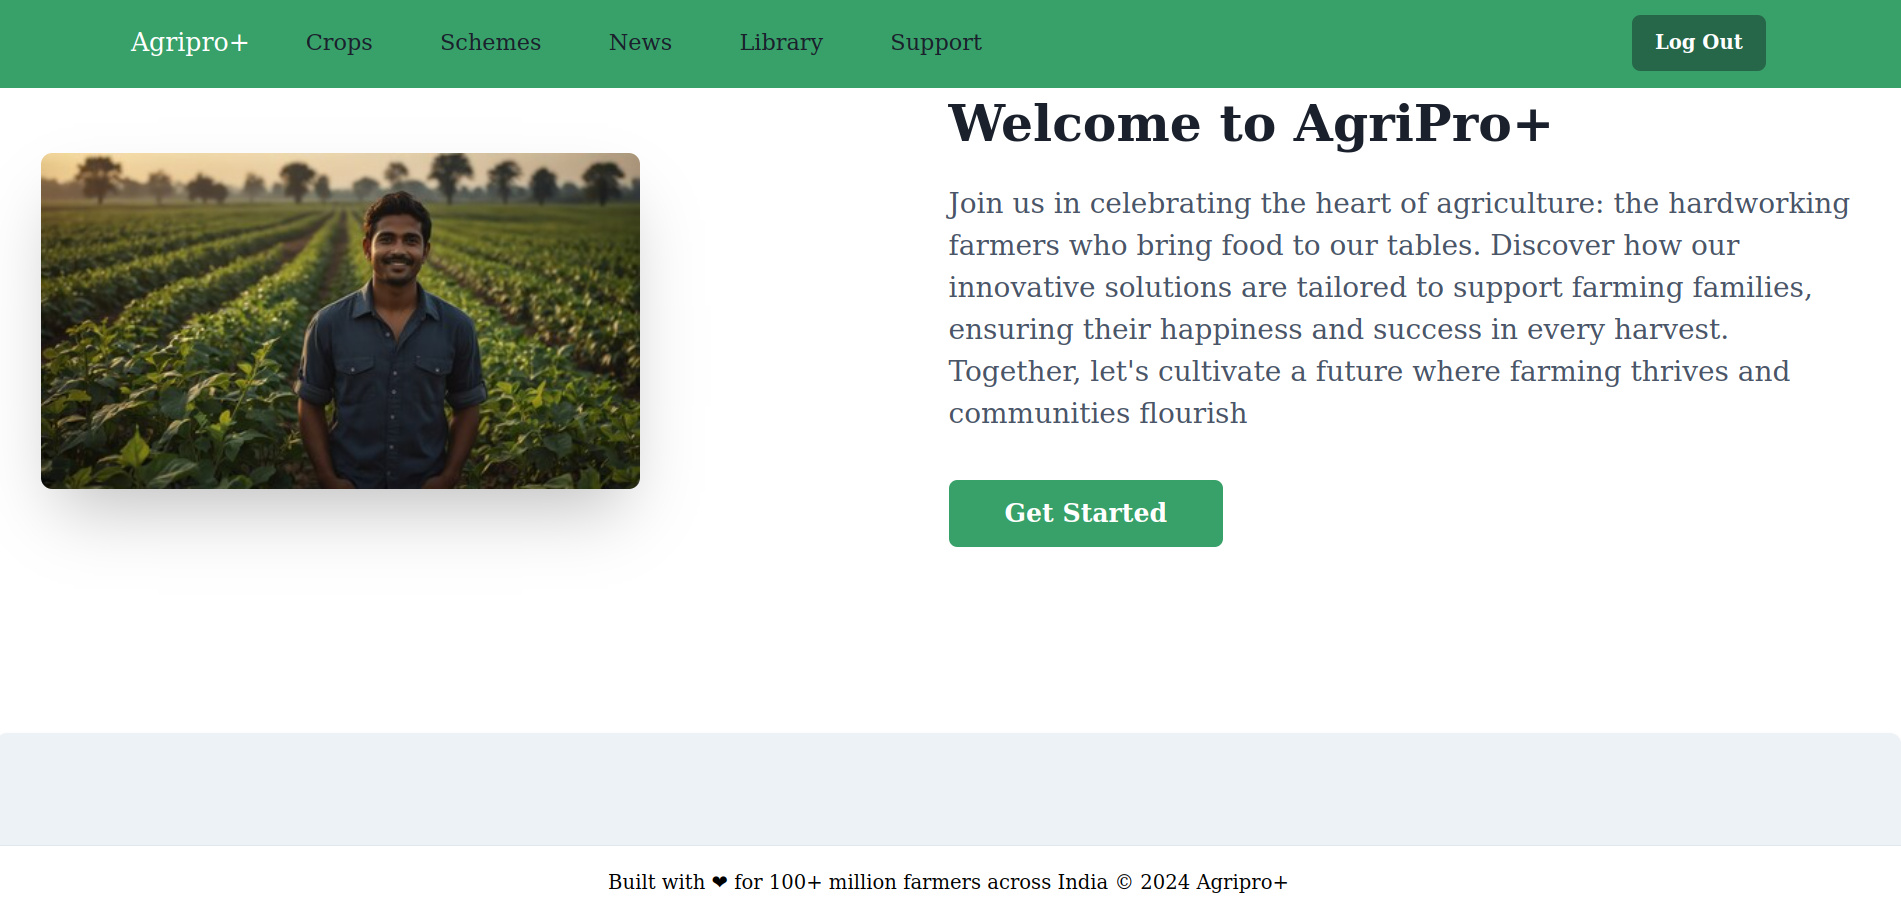 Agripro+ Crops Schemes News Library Support Log Out
Welcome to AgriPro+
Join us in celebrating the heart of agriculture: the hardworking
farmers who bring food to our tables. Discover how our
innovative solutions are tailored to support farming families,
ensuring their happiness and success in every harvest.
Together, let's cultivate a future where farming thrives and
communities flourish
Get Started
Built with ❤ for 100+ million farmers across India © 2024 Agripro+